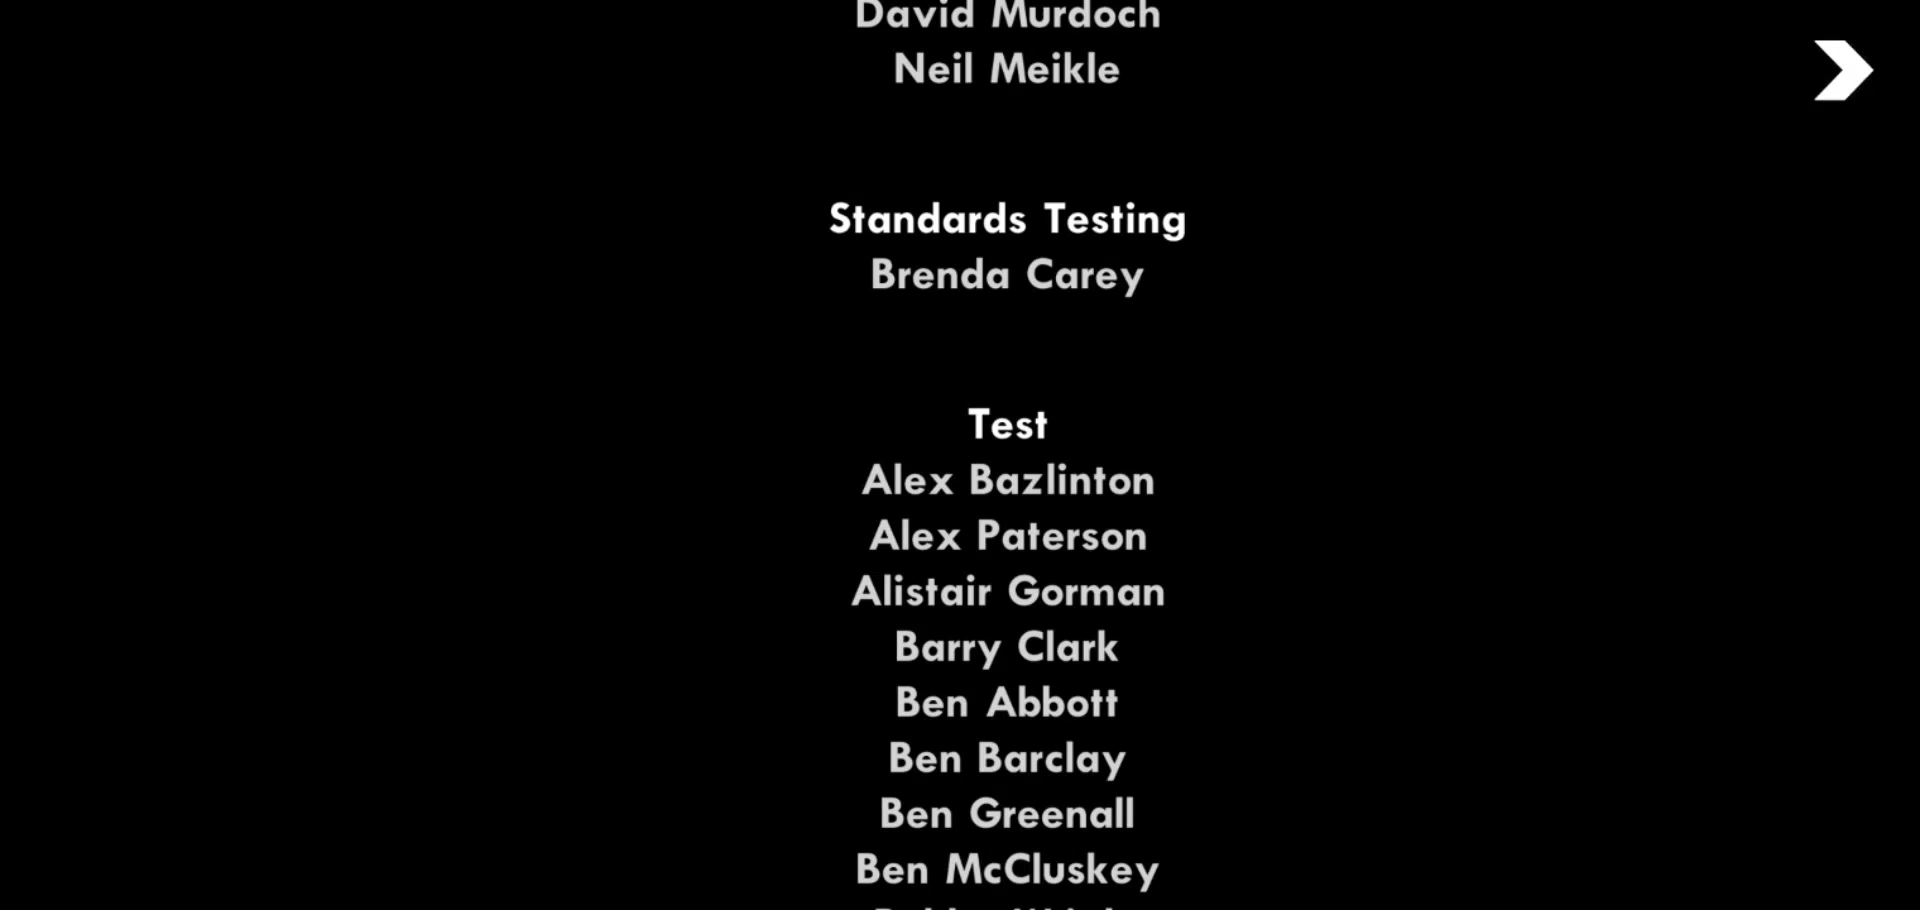 David Murdoch
Neil Meikle
Standards Testing
Brenda Carey
Test
Alex Bazlinton
Alex Paterson
Alistair Gorman
Barry Clark
Ben Abbott
Ben Barclay
Ben Greenall
Ben McCluskey